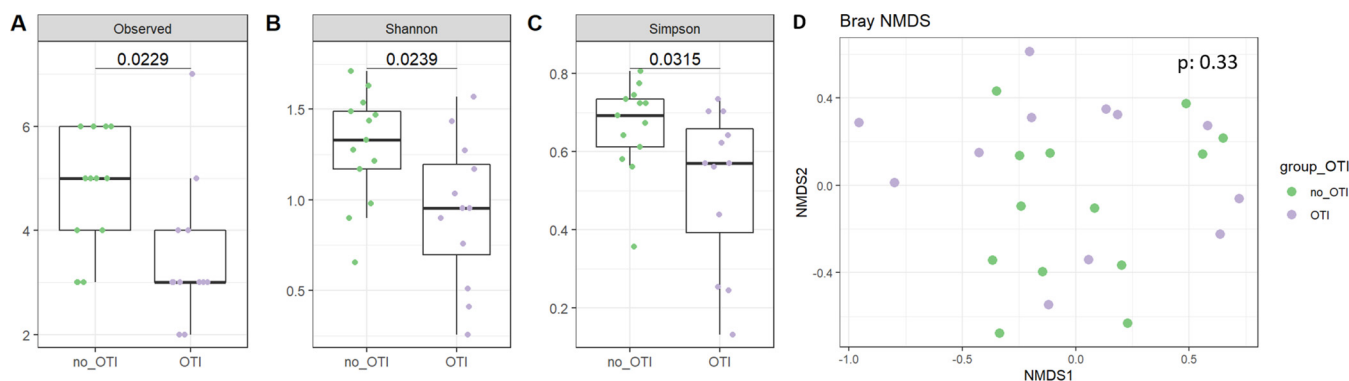 A
Observed
0.0229
6
4
2
no_OTI
OTI
B
Shannon
0.0239
1.5
1.0
0.5
no_OTI
OTI
C
Simpson
0.0315
0.8
0.6
0.4
0.2
no_OTI
OTI
D
Bray NMDS
p: 0.33
NMDS2
0.4
0.0
-0.4
-1.0
-0.5
0.0
0.5
NMDS1
group_OTI
no_OTI
OTI